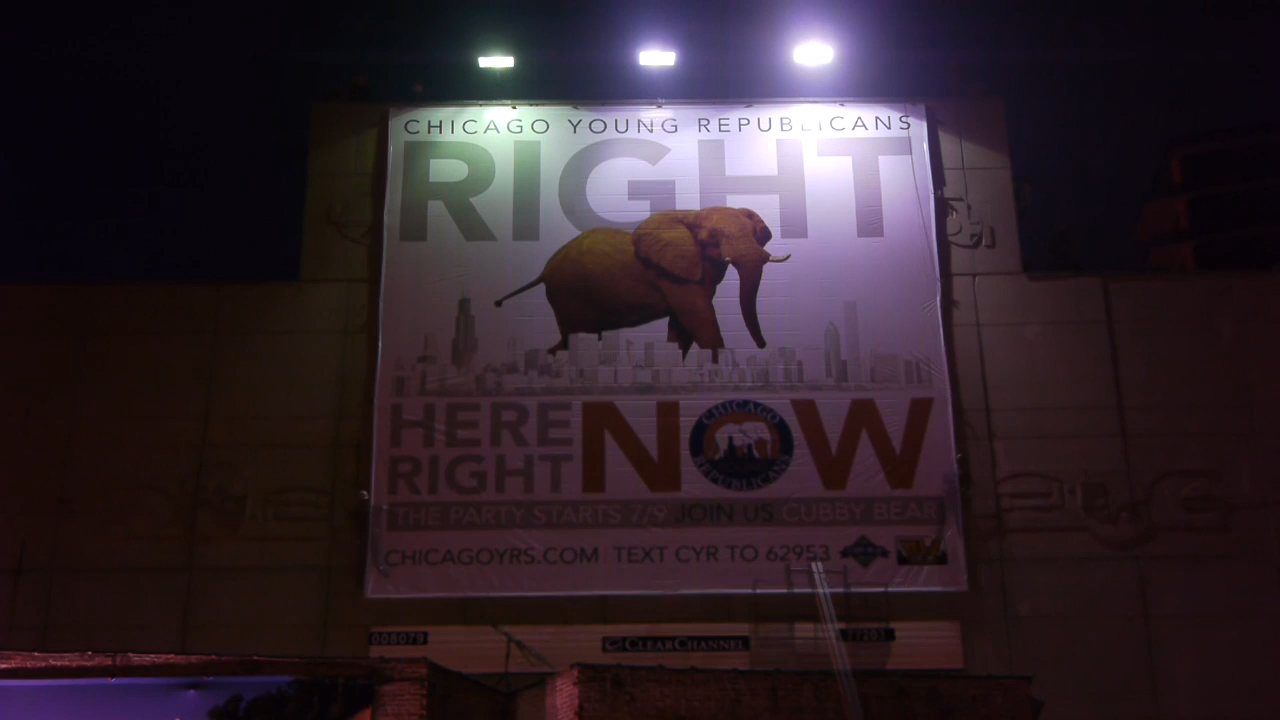 CHICAGO YOUNG REPUBLICANS
RIGHT
HERE
RIGHT
NOW
CHICAGO
REPUBLICANS
THE PARTY STARTS 7/9 JOIN US CUBBY BEAR
CHICAGOYRS.COM TEXT CYR TO 62953
008079
CLEARCHANNEL